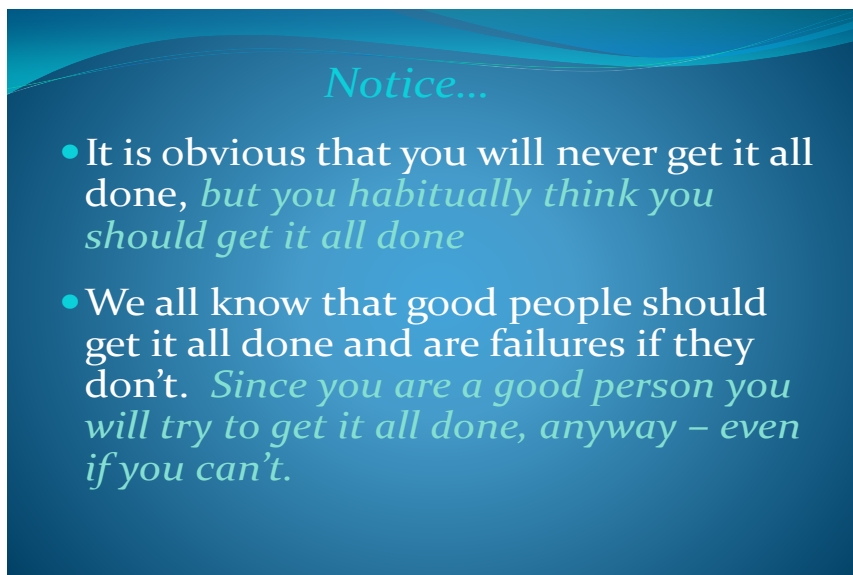 Notice...
• It is obvious that you will never get it all
done, but you habitually think you
should get it all done
• We all know that good people should
get it all done and are failures if they
don’t.  Since you are a good person you
will try to get it all done, anyway – even
if you can’t.